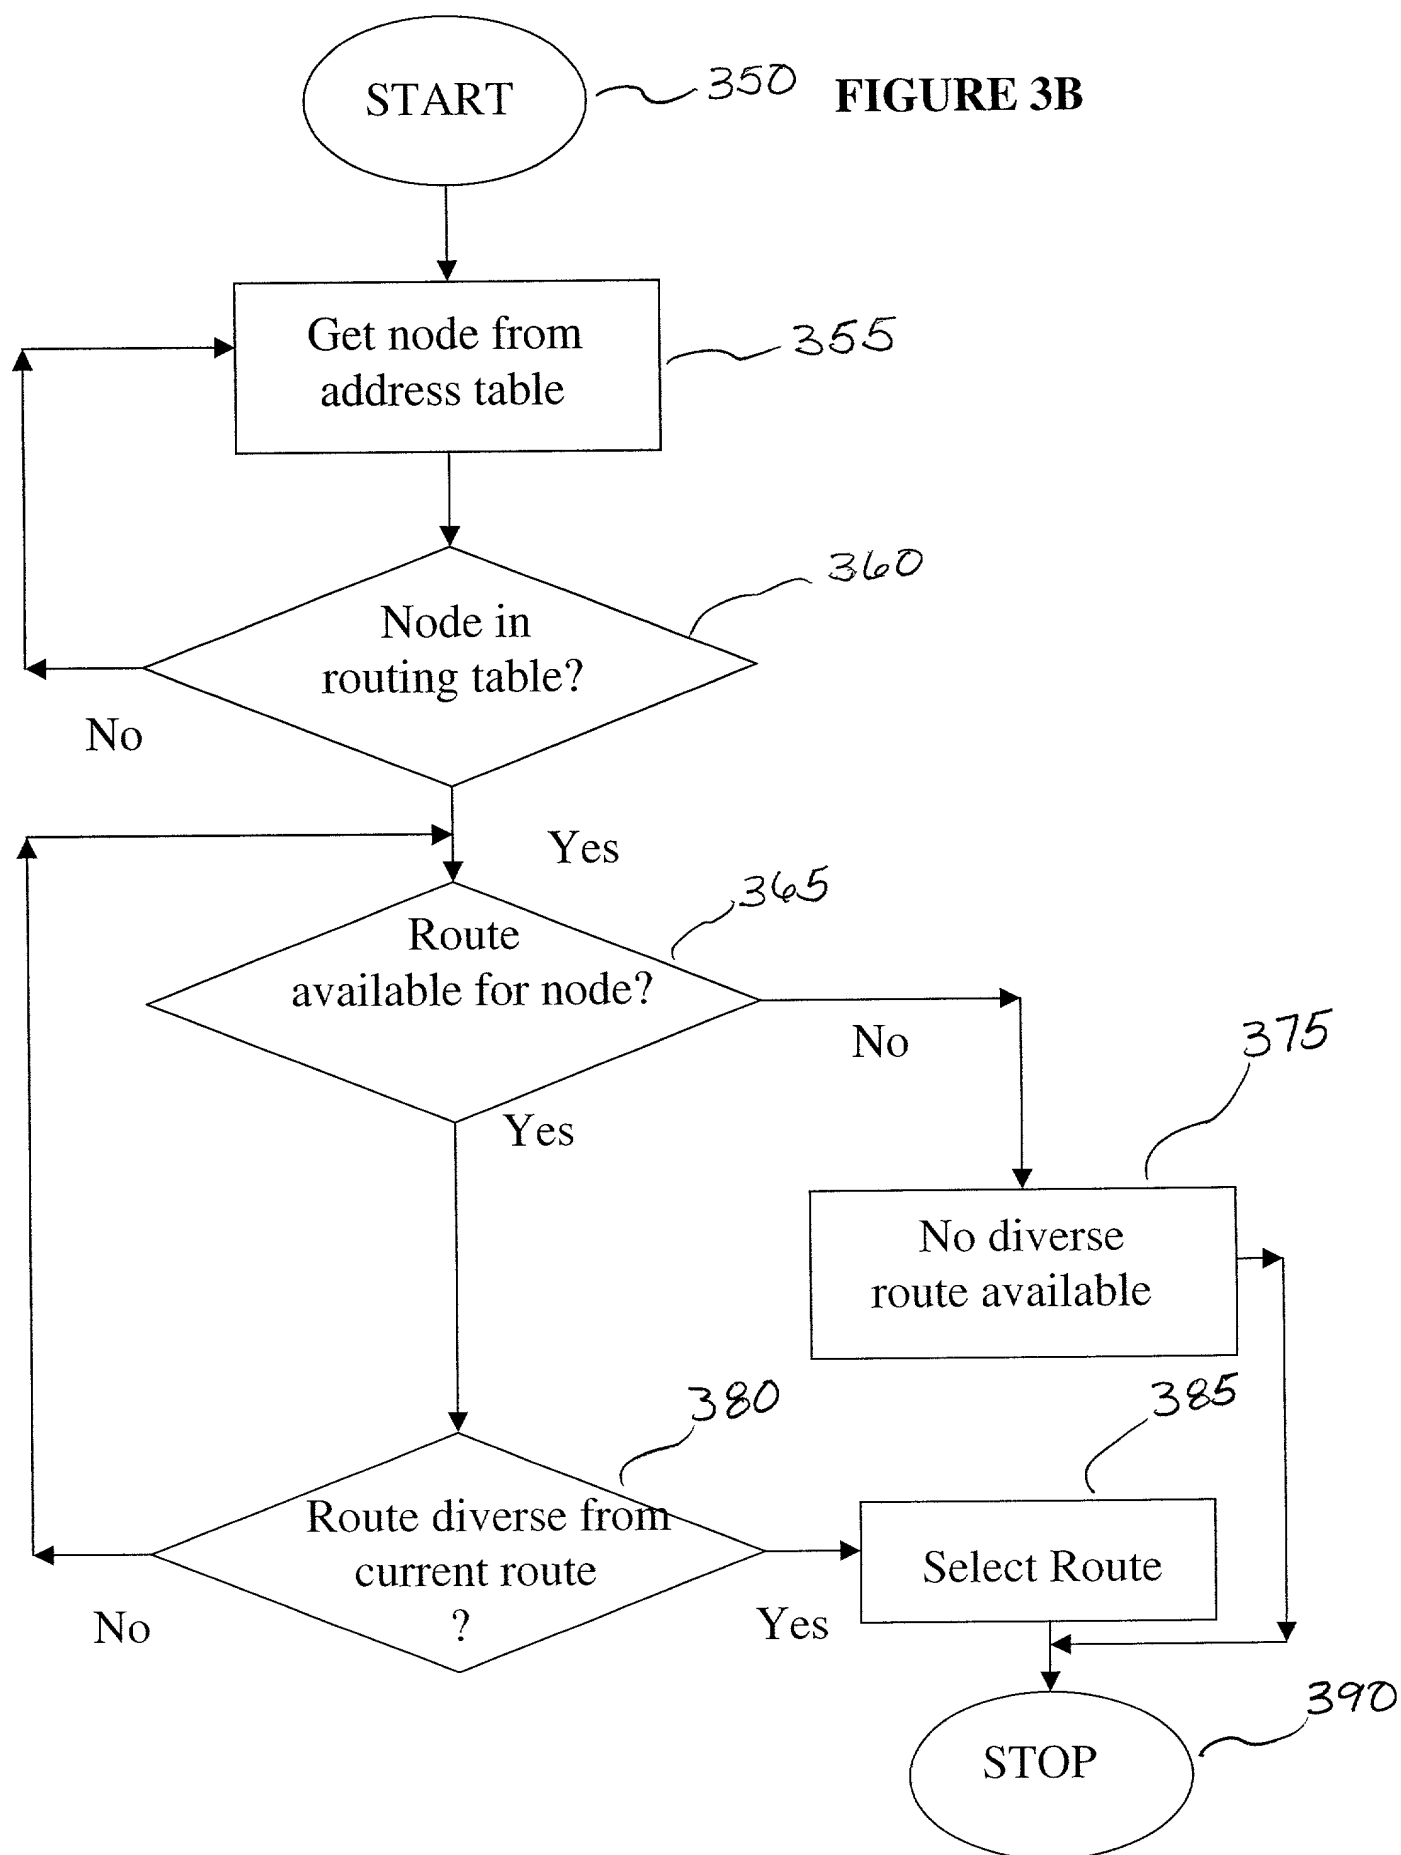 START
350
FIGURE 3B
Get node from
address table
355
360
Node in
routing table?
No
Yes
365
Route
available for node?
No
375
Yes
No diverse
route available
380
385
Route diverse from
current route
?
Select Route
No
Yes
390
STOP